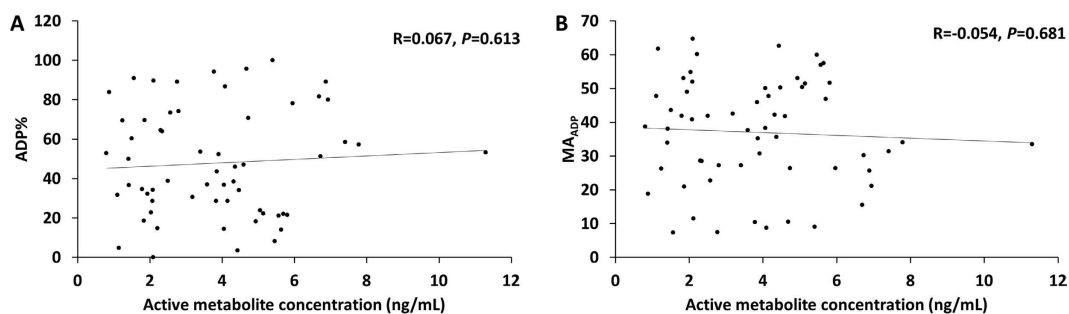 A
R=0.067, P=0.613
ADP%
120
100
80
60
40
20
0
0 2 4 6 8 10 12
Active metabolite concentration (ng/mL)
B
R=-0.054, P=0.681
MA_ADP
70
60
50
40
30
20
10
0
0 2 4 6 8 10 12
Active metabolite concentration (ng/mL)